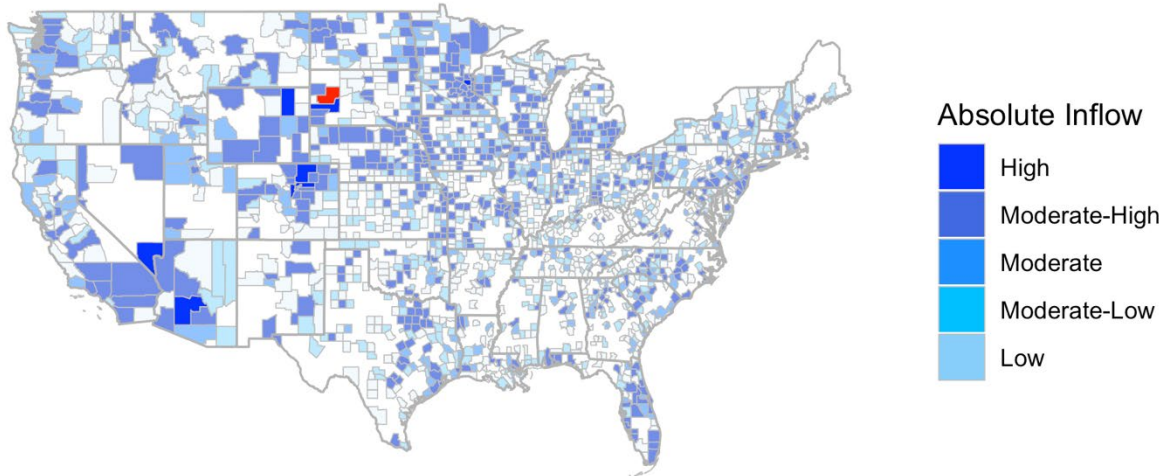 Absolute Inflow
High
Moderate-High
Moderate
Moderate-Low
Low